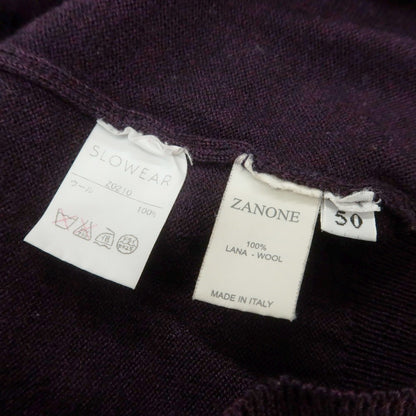 SLOWEAR
Z0210
ウール
100%
ZANONE
100%
LANA - WOOL
MADE IN ITALY
50